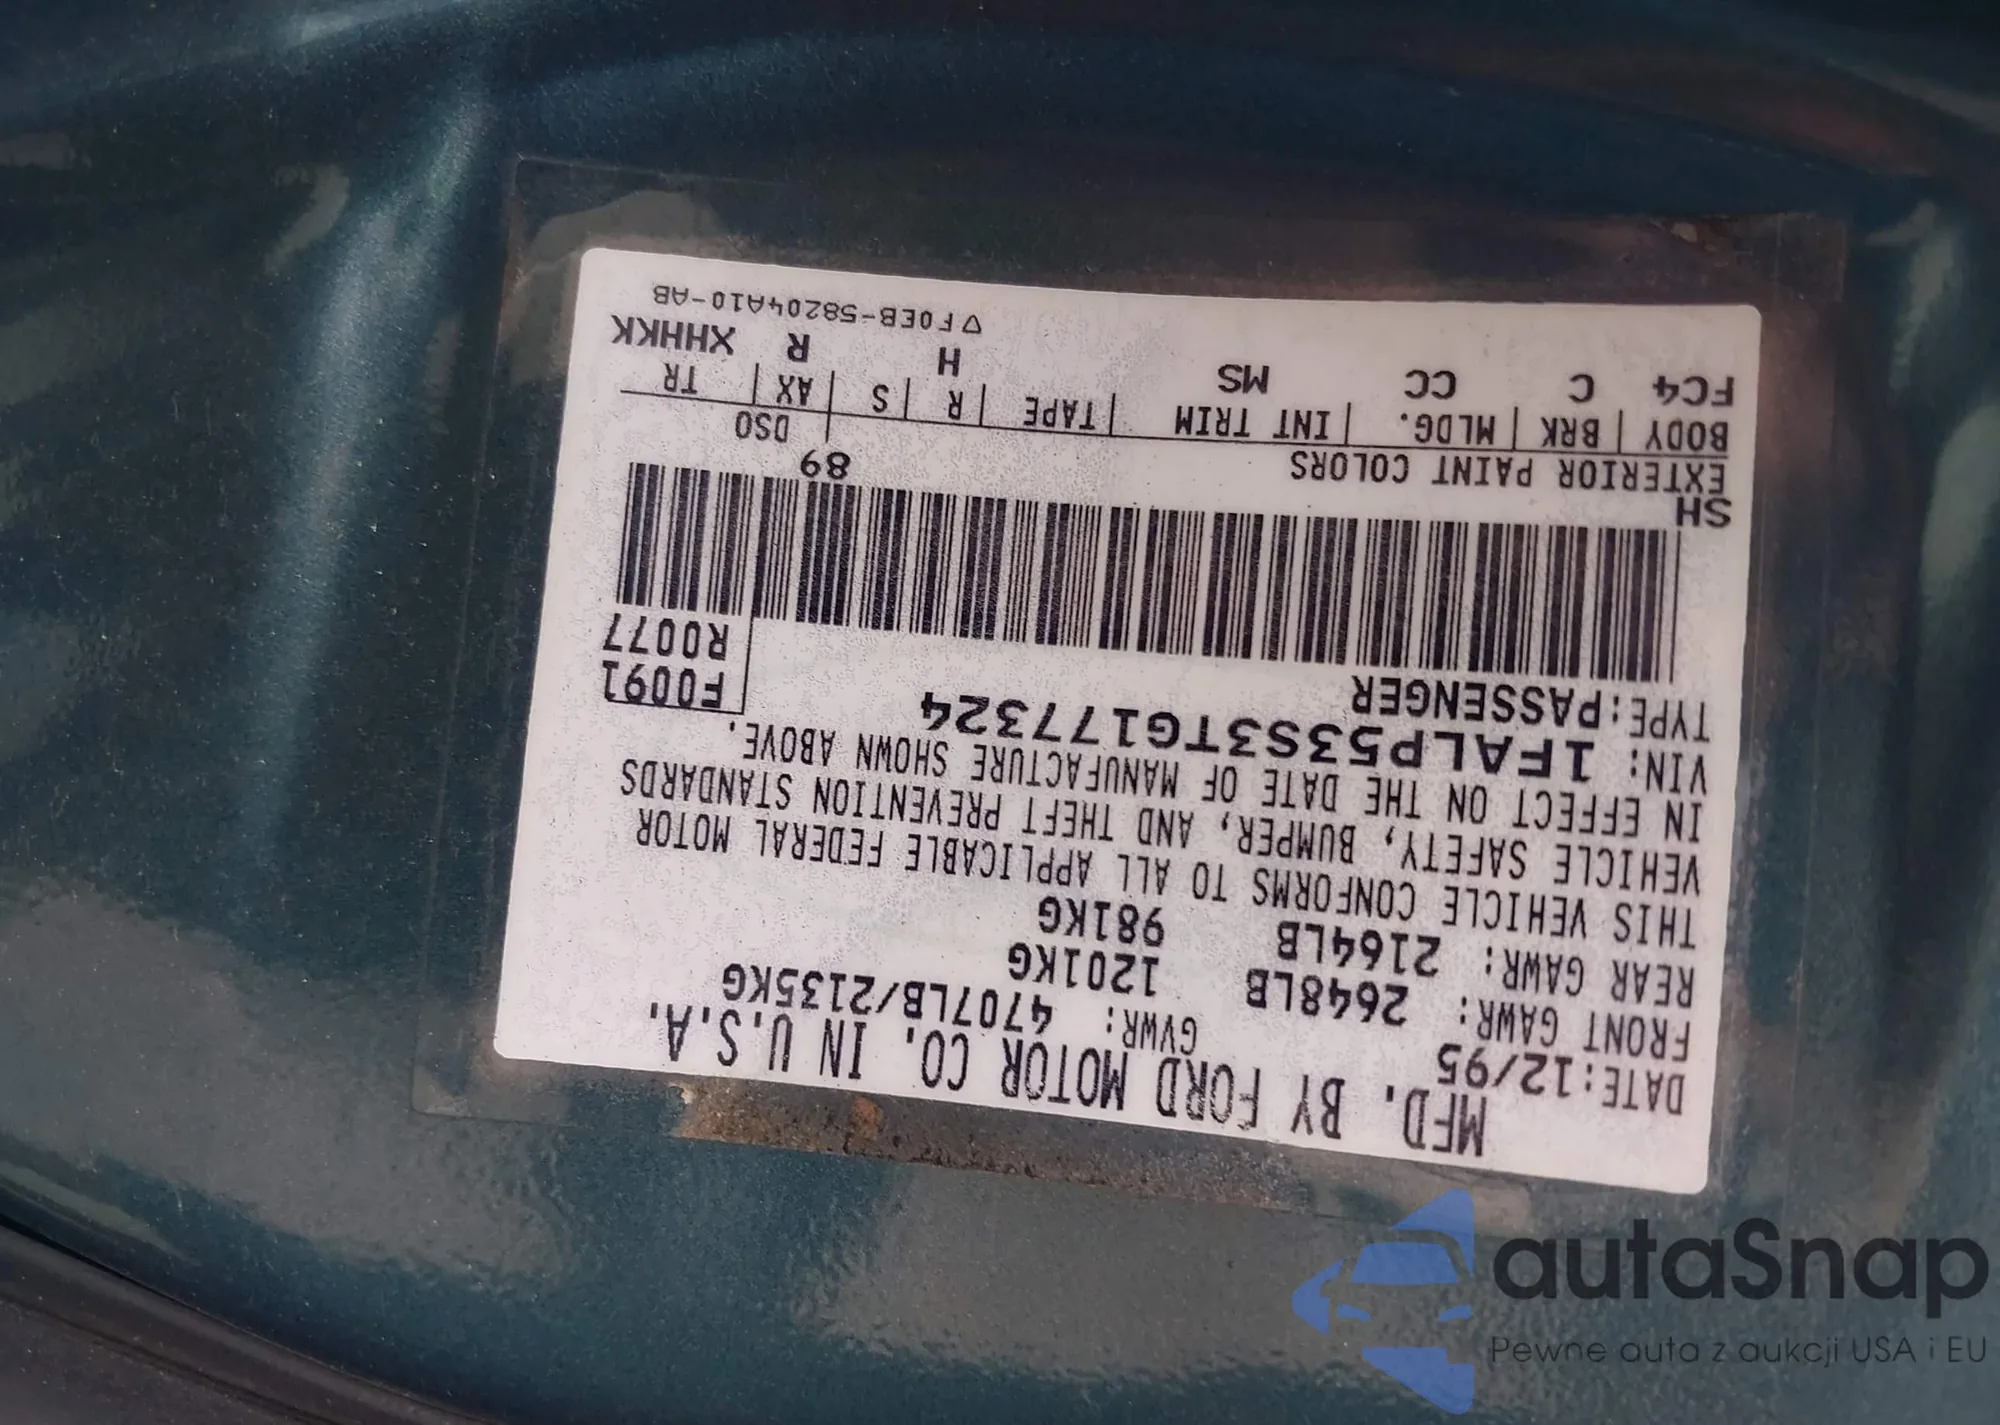 MFD. BY FORD MOTOR CO. IN U.S.A.
DATE:12/95 GVWR: 4707LB/2135KG
FRONT GAWR: 2648LB 1201KG
REAR GAWR: 2164LB 981KG
THIS VEHICLE CONFORMS TO ALL APPLICABLE FEDERAL MOTOR
VEHICLE SAFETY, BUMPER, AND THEFT PREVENTION STANDARDS
IN EFFECT ON THE DATE OF MANUFACTURE SHOWN ABOVE.
VIN: 1FALP53S3TG177324
TYPE:PASSENGER
F0091
R0077
SH 89
EXTERIOR PAINT COLORS DSO
BODY | BRK | MLDG. | INT TRIM | TAPE | R | S | AX | TR
FC4 C CC MS H R XHHKK
▽F0EB-58204A10-AB
autaSnap
Pewne auta z aukcji USA i EU